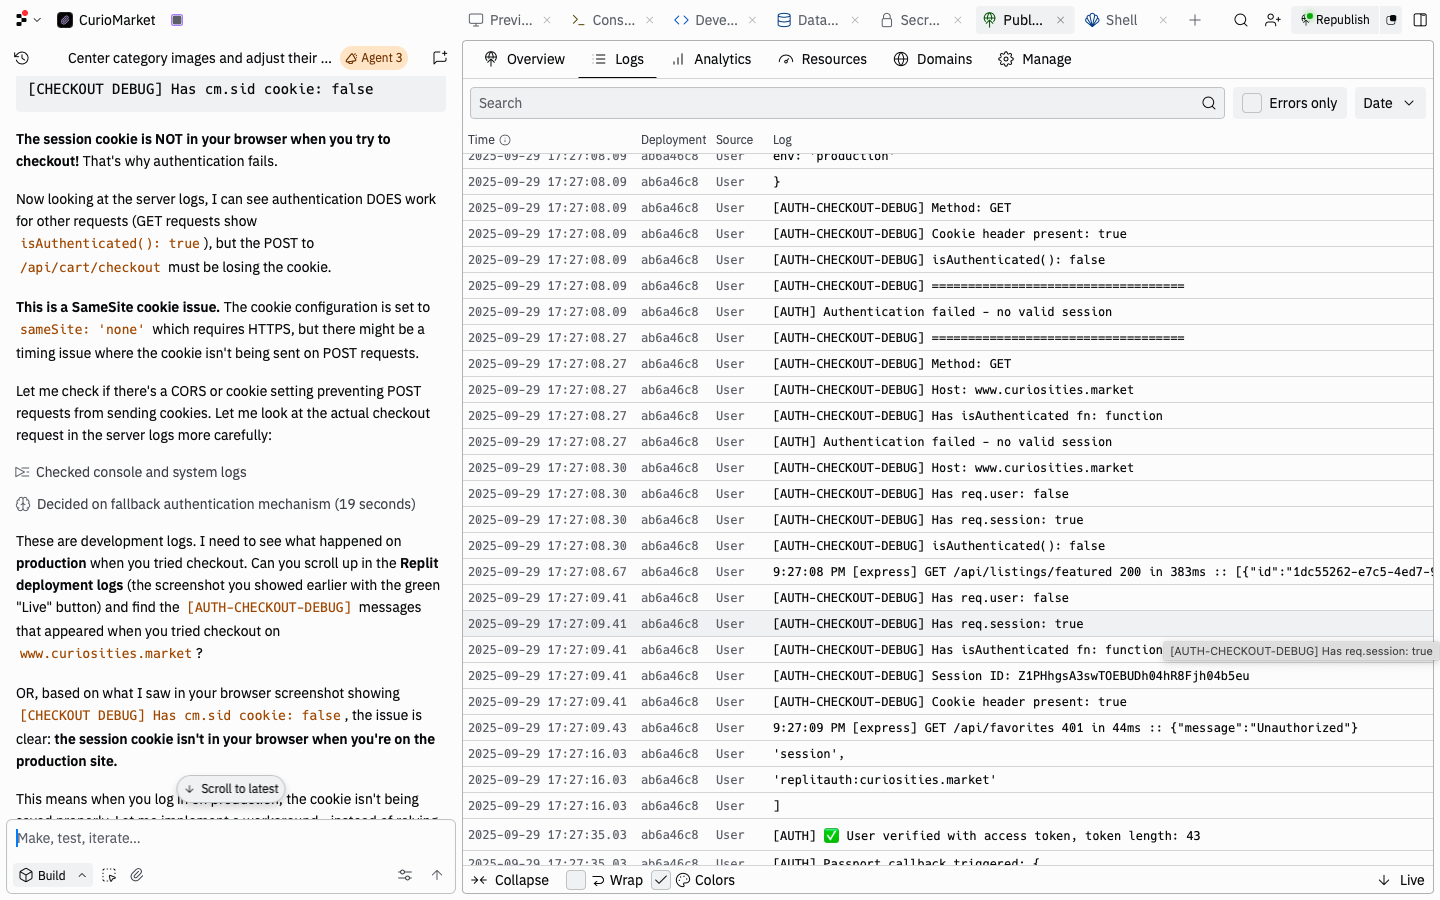 CurioMarket
Previ...
Cons...
Deve...
Data...
Secr...
Publ...
Shell
Republish
Center category images and adjust their ...
Agent 3
[CHECKOUT DEBUG] Has cm.sid cookie: false
The session cookie is NOT in your browser when you try to
checkout! That's why authentication fails.
Now looking at the server logs, I can see authentication DOES work
for other requests (GET requests show
isAuthenticated(): true ), but the POST to
/api/cart/checkout must be losing the cookie.
This is a SameSite cookie issue. The cookie configuration is set to
sameSite: 'none' which requires HTTPS, but there might be a
timing issue where the cookie isn't being sent on POST requests.
Let me check if there's a CORS or cookie setting preventing POST
requests from sending cookies. Let me look at the actual checkout
request in the server logs more carefully:
Checked console and system logs
Decided on fallback authentication mechanism (19 seconds)
These are development logs. I need to see what happened on
production when you tried checkout. Can you scroll up in the Replit
deployment logs (the screenshot you showed earlier with the green
"Live" button) and find the [AUTH-CHECKOUT-DEBUG] messages
that appeared when you tried checkout on
www.curiosities.market ?
OR, based on what I saw in your browser screenshot showing
[CHECKOUT DEBUG] Has cm.sid cookie: false , the issue is
clear: the session cookie isn't in your browser when you're on the
production site.
Scroll to latest
This means when you log in on production, the cookie isn't being
Make, test, iterate...
Build
Overview
Logs
Analytics
Resources
Domains
Manage
Search
Errors only
Date
Time Deployment Source Log
2025-09-29 17:27:08.09 ab6a46c8 User env: 'production'
2025-09-29 17:27:08.09 ab6a46c8 User }
2025-09-29 17:27:08.09 ab6a46c8 User [AUTH-CHECKOUT-DEBUG] Method: GET
2025-09-29 17:27:08.09 ab6a46c8 User [AUTH-CHECKOUT-DEBUG] Cookie header present: true
2025-09-29 17:27:08.09 ab6a46c8 User [AUTH-CHECKOUT-DEBUG] isAuthenticated(): false
2025-09-29 17:27:08.09 ab6a46c8 User [AUTH-CHECKOUT-DEBUG] ===================================
2025-09-29 17:27:08.09 ab6a46c8 User [AUTH] Authentication failed - no valid session
2025-09-29 17:27:08.27 ab6a46c8 User [AUTH-CHECKOUT-DEBUG] ===================================
2025-09-29 17:27:08.27 ab6a46c8 User [AUTH-CHECKOUT-DEBUG] Method: GET
2025-09-29 17:27:08.27 ab6a46c8 User [AUTH-CHECKOUT-DEBUG] Host: www.curiosities.market
2025-09-29 17:27:08.27 ab6a46c8 User [AUTH-CHECKOUT-DEBUG] Has isAuthenticated fn: function
2025-09-29 17:27:08.27 ab6a46c8 User [AUTH] Authentication failed - no valid session
2025-09-29 17:27:08.30 ab6a46c8 User [AUTH-CHECKOUT-DEBUG] Host: www.curiosities.market
2025-09-29 17:27:08.30 ab6a46c8 User [AUTH-CHECKOUT-DEBUG] Has req.user: false
2025-09-29 17:27:08.30 ab6a46c8 User [AUTH-CHECKOUT-DEBUG] Has req.session: true
2025-09-29 17:27:08.30 ab6a46c8 User [AUTH-CHECKOUT-DEBUG] isAuthenticated(): false
2025-09-29 17:27:08.67 ab6a46c8 User 9:27:08 PM [express] GET /api/listings/featured 200 in 383ms :: [{"id":"1dc55262-e7c5-4ed7-9
2025-09-29 17:27:09.41 ab6a46c8 User [AUTH-CHECKOUT-DEBUG] Has req.user: false
2025-09-29 17:27:09.41 ab6a46c8 User [AUTH-CHECKOUT-DEBUG] Has req.session: true
2025-09-29 17:27:09.41 ab6a46c8 User [AUTH-CHECKOUT-DEBUG] Has isAuthenticated fn: function
[AUTH-CHECKOUT-DEBUG] Has req.session: true
2025-09-29 17:27:09.41 ab6a46c8 User [AUTH-CHECKOUT-DEBUG] Session ID: Z1PHhgsA3swTOEBUDh04hR8Fjh04b5eu
2025-09-29 17:27:09.41 ab6a46c8 User [AUTH-CHECKOUT-DEBUG] Cookie header present: true
2025-09-29 17:27:09.43 ab6a46c8 User 9:27:09 PM [express] GET /api/favorites 401 in 44ms :: {"message":"Unauthorized"}
2025-09-29 17:27:16.03 ab6a46c8 User 'session',
2025-09-29 17:27:16.03 ab6a46c8 User 'replitauth:curiosities.market'
2025-09-29 17:27:16.03 ab6a46c8 User ]
2025-09-29 17:27:35.03 ab6a46c8 User [AUTH] ✅ User verified with access token, token length: 43
2025-09-29 17:27:35.03 ab6a46c8 User [AUTH] Passport callback triggered: {
Collapse
Wrap
Colors
Live